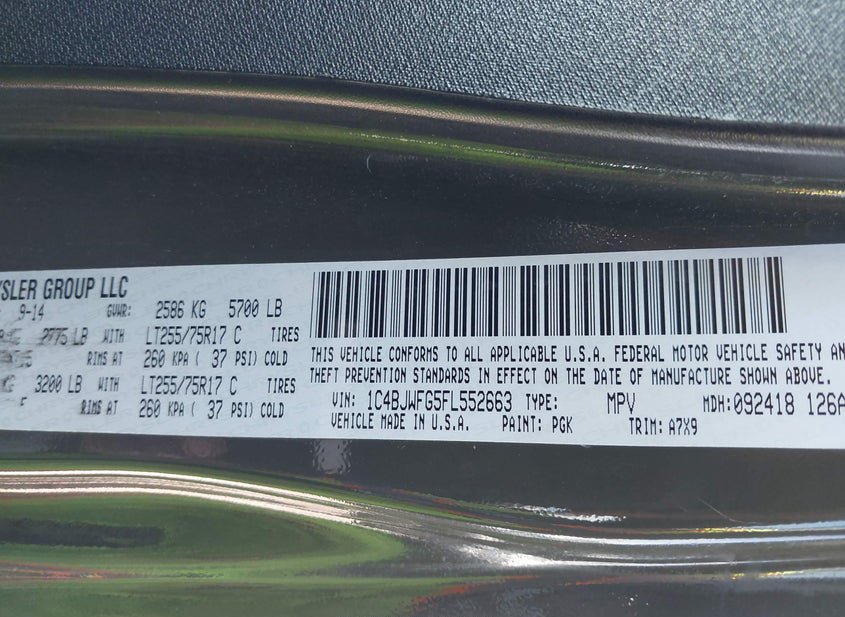 SLER GROUP LLC
9-14 GVWR: 2586 KG 5700 LB
2775 LB WITH LT255/75R17 C TIRES
RIMS AT 260 KPA ( 37 PSI) COLD
KG 3200 LB WITH LT255/75R17 C TIRES
RIMS AT 260 KPA ( 37 PSI) COLD
THIS VEHICLE CONFORMS TO ALL APPLICABLE U.S.A. FEDERAL MOTOR VEHICLE SAFETY AN
THEFT PREVENTION STANDARDS IN EFFECT ON THE DATE OF MANUFACTURE SHOWN ABOVE.
VIN: 1C4BJWFG5FL552663 TYPE: MPV MDH:092418 126A
VEHICLE MADE IN U.S.A. PAINT: PGK TRIM: A7X9